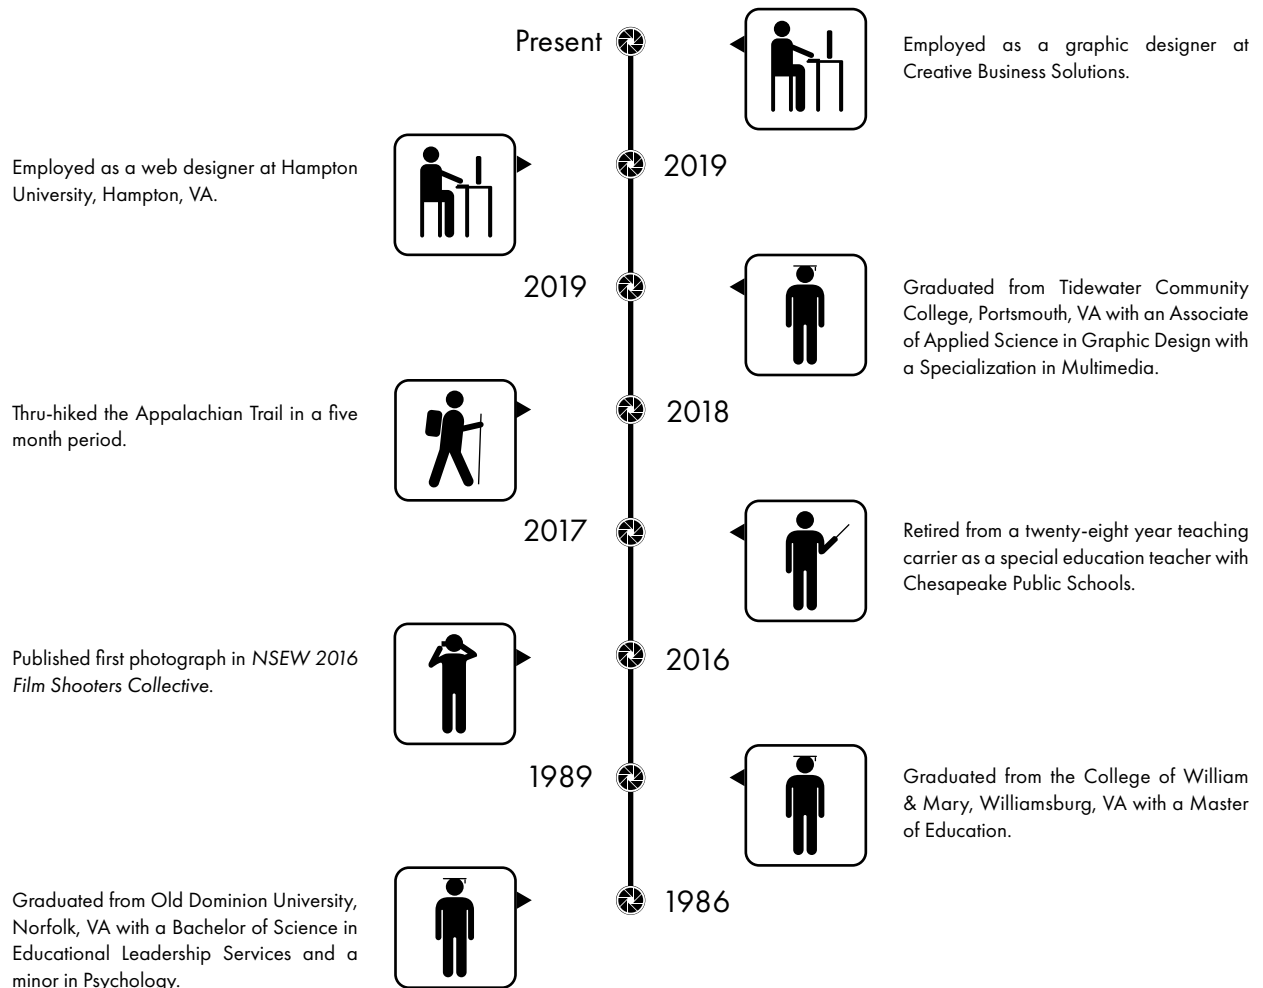 Present
Employed as a graphic designer at
Creative Business Solutions.
Employed as a web designer at Hampton
University, Hampton, VA.
2019
2019
Graduated from Tidewater Community
College, Portsmouth, VA with an Associate
of Applied Science in Graphic Design with
a Specialization in Multimedia.
Thru-hiked the Appalachian Trail in a five
month period.
2018
2017
Retired from a twenty-eight year teaching
carrier as a special education teacher with
Chesapeake Public Schools.
Published first photograph in NSEW 2016
Film Shooters Collective.
2016
1989
Graduated from the College of William
& Mary, Williamsburg, VA with a Master
of Education.
Graduated from Old Dominion University,
Norfolk, VA with a Bachelor of Science in
Educational Leadership Services and a
minor in Psychology.
1986